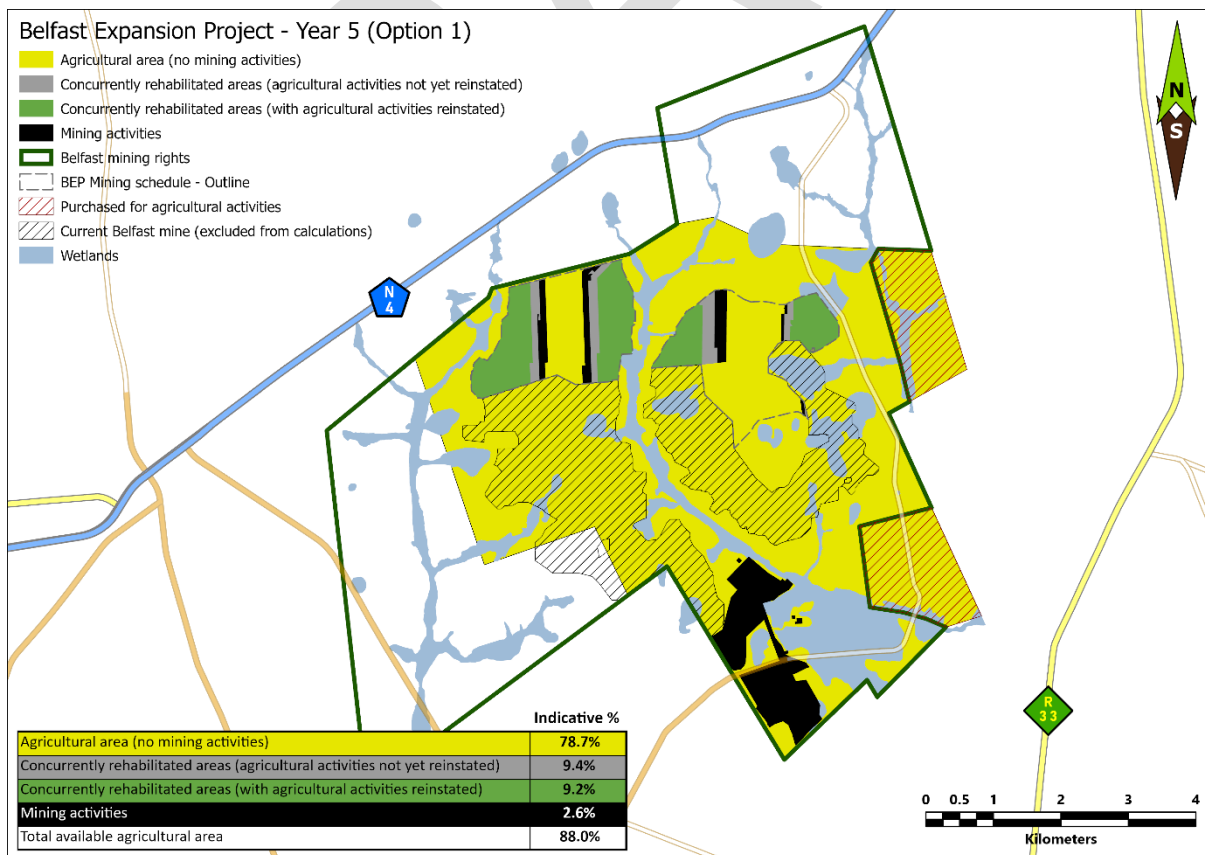 Belfast Expansion Project - Year 5 (Option 1)
Agricultural area (no mining activities)
Concurrently rehabilitated areas (agricultural activities not yet reinstated)
Concurrently rehabilitated areas (with agricultural activities reinstated)
Mining activities
Belfast mining rights
BEP Mining schedule - Outline
Purchased for agricultural activities
Current Belfast mine (excluded from calculations)
Wetlands
N
S
N
4
R
33
Indicative %
Agricultural area (no mining activities) 78.7%
Concurrently rehabilitated areas (agricultural activities not yet reinstated) 9.4%
Concurrently rehabilitated areas (with agricultural activities reinstated) 9.2%
Mining activities 2.6%
Total available agricultural area 88.0%
0 0.5 1 2 3 4
Kilometers